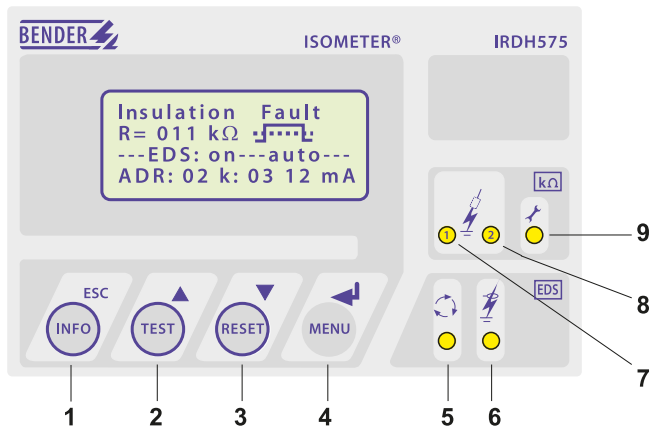 BENDER
ISOMETER® IRDH575
Insulation Fault
R= 011 kΩ
---EDS: on---auto---
ADR: 02 k: 03 12 mA
kΩ
1 2
9
8
7
ESC
EDS
INFO TEST RESET MENU
1 2 3 4 5 6